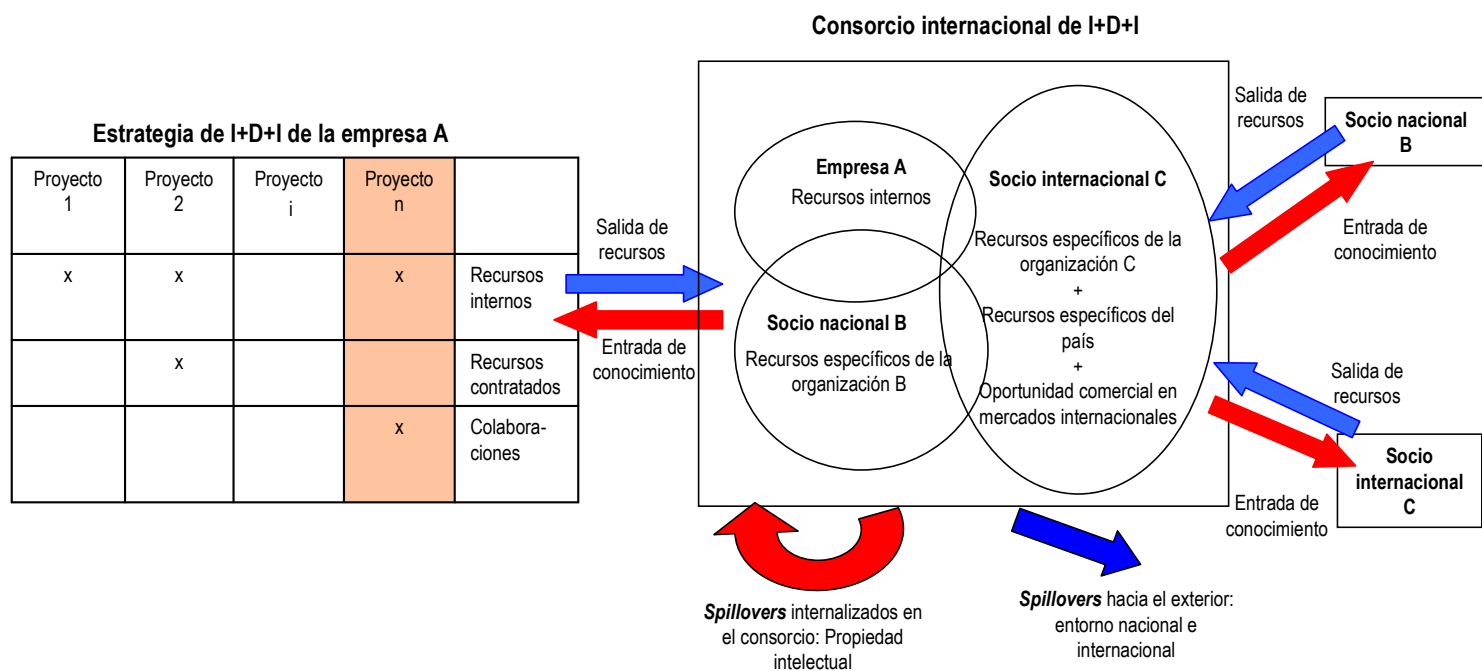 Consorcio internacional de I+D+I
Estrategia de I+D+I de la empresa A
Proyecto
1
Proyecto
2
Proyecto
i
Proyecto
n
x
x
x
Recursos
internos
x
Recursos
contratados
x
Colabora-
ciones
Salida de
recursos
Entrada de
conocimiento
Empresa A
Recursos internos
Socio nacional B
Recursos específicos de la
organización B
Socio internacional C
Recursos específicos de la
organización C
+
Recursos específicos del
país
+
Oportunidad comercial en
mercados internacionales
Salida de
recursos
Socio nacional
B
Entrada de
conocimiento
Salida de
recursos
Socio
internacional
C
Entrada de
conocimiento
Spillovers internalizados en
el consorcio: Propiedad
intelectual
Spillovers hacia el exterior:
entorno nacional e
internacional